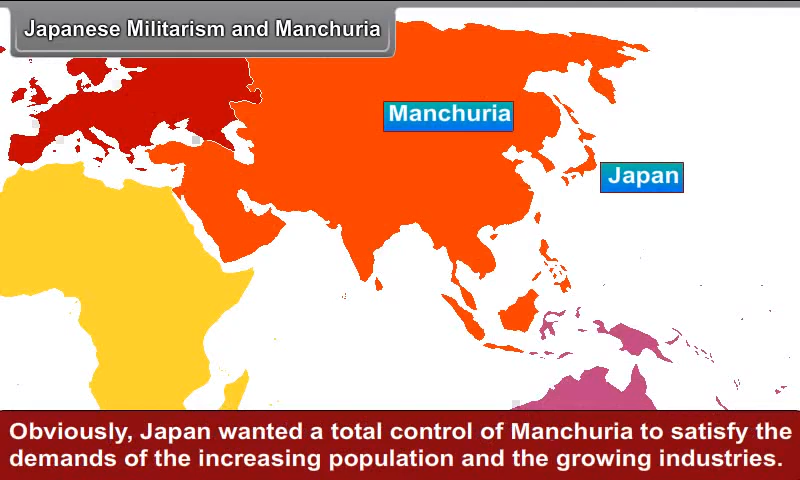 Japanese Militarism and Manchuria
Manchuria
Japan
Obviously, Japan wanted a total control of Manchuria to satisfy the
demands of the increasing population and the growing industries.